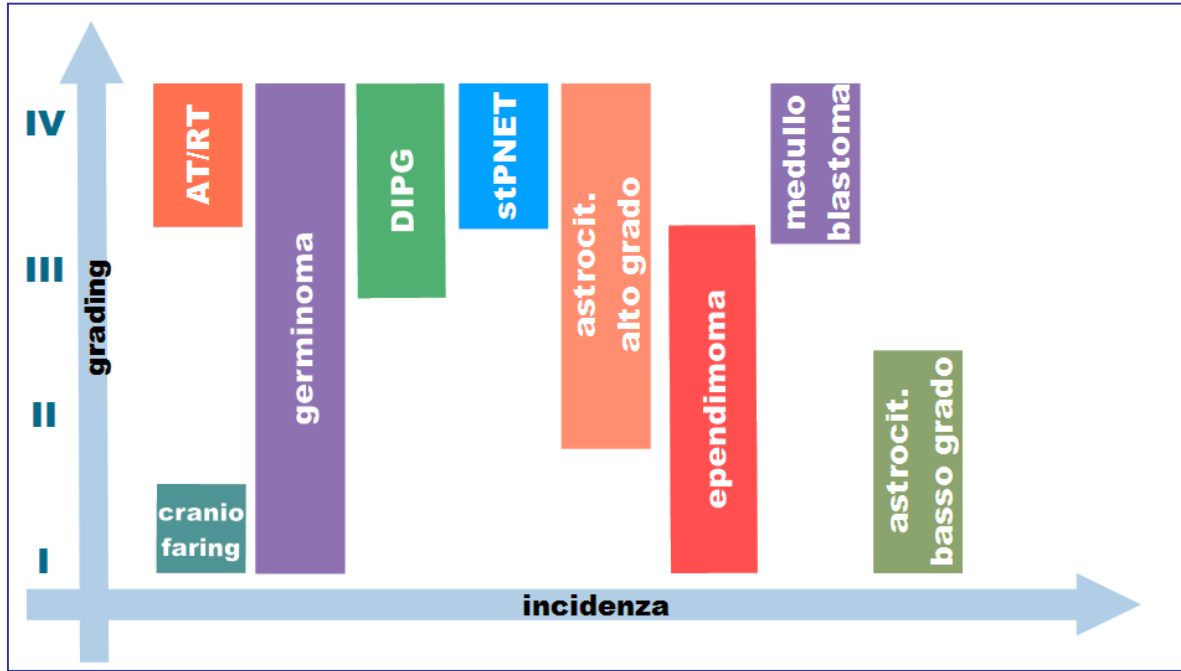 IV
III
II
I
grading
AT/RT
cranio
faring
germinoma
DIPG
stPNET
astrocit.
alto grado
ependimoma
medullo
blastoma
astrocit.
basso grado
incidenza